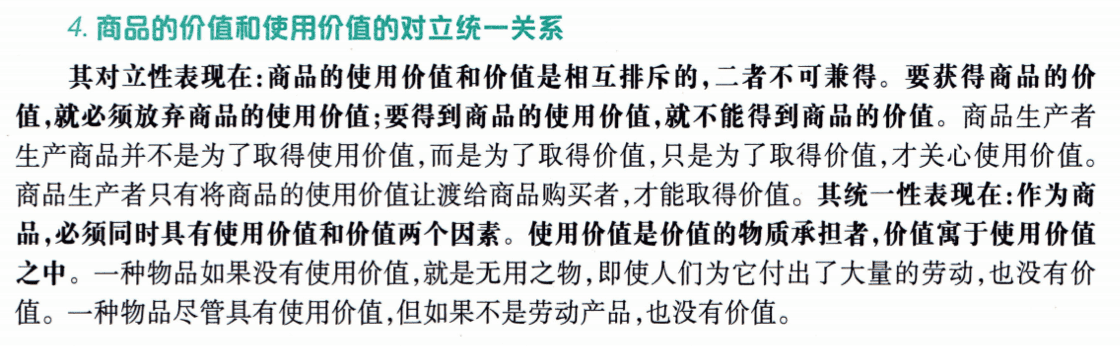 4. 商品的价值和使用价值的对立统一关系
其对立性表现在:商品的使用价值和价值是相互排斥的,二者不可兼得。要获得商品的价
值,就必须放弃商品的使用价值;要得到商品的使用价值,就不能得到商品的价值。商品生产者
生产商品并不是为了取得使用价值,而是为了取得价值,只是为了取得价值,才关心使用价值。
商品生产者只有将商品的使用价值让渡给商品购买者,才能取得价值。其统一性表现在:作为商
品,必须同时具有使用价值和价值两个因素。使用价值是价值的物质承担者,价值寓于使用价值
之中。一种物品如果没有使用价值,就是无用之物,即使人们为它付出了大量的劳动,也没有价
值。一种物品尽管具有使用价值,但如果不是劳动产品,也没有价值。